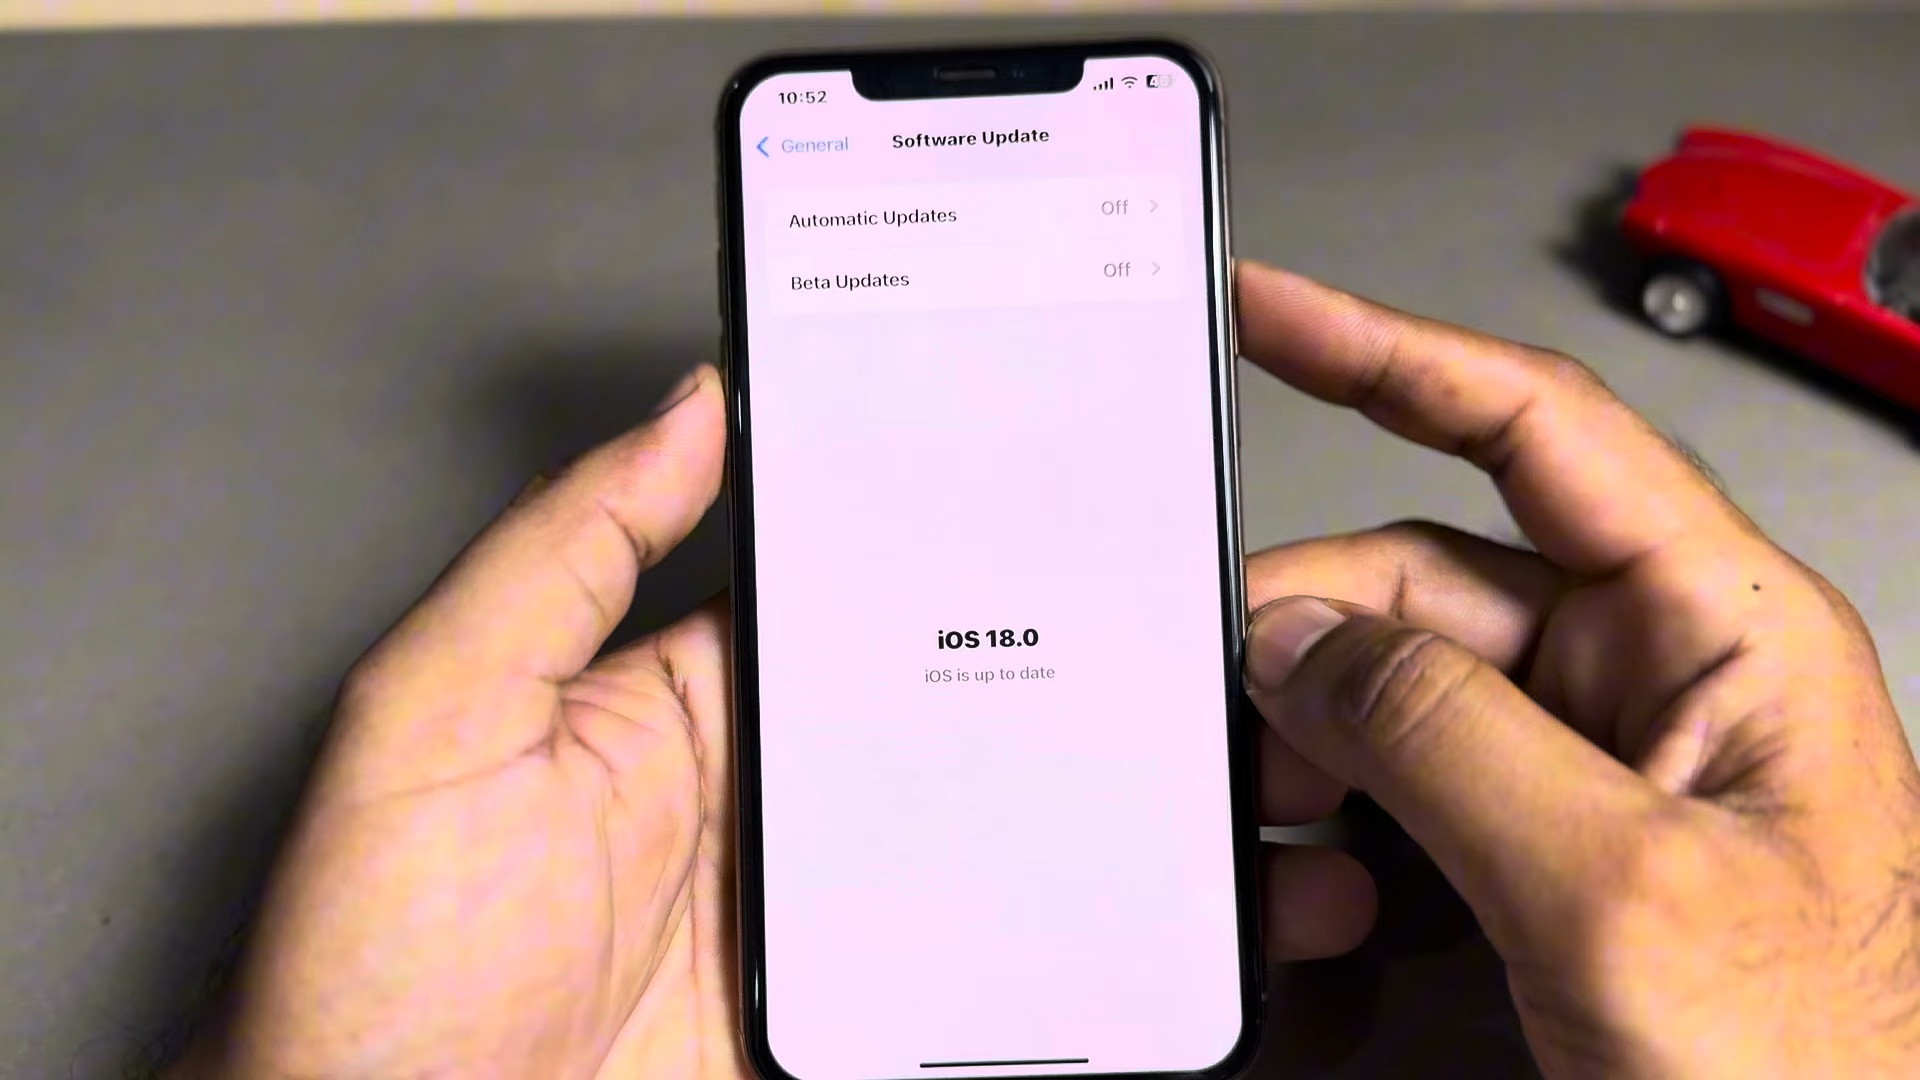 10:52
General
Software Update
Automatic Updates Off
Beta Updates Off
iOS 18.0
iOS is up to date